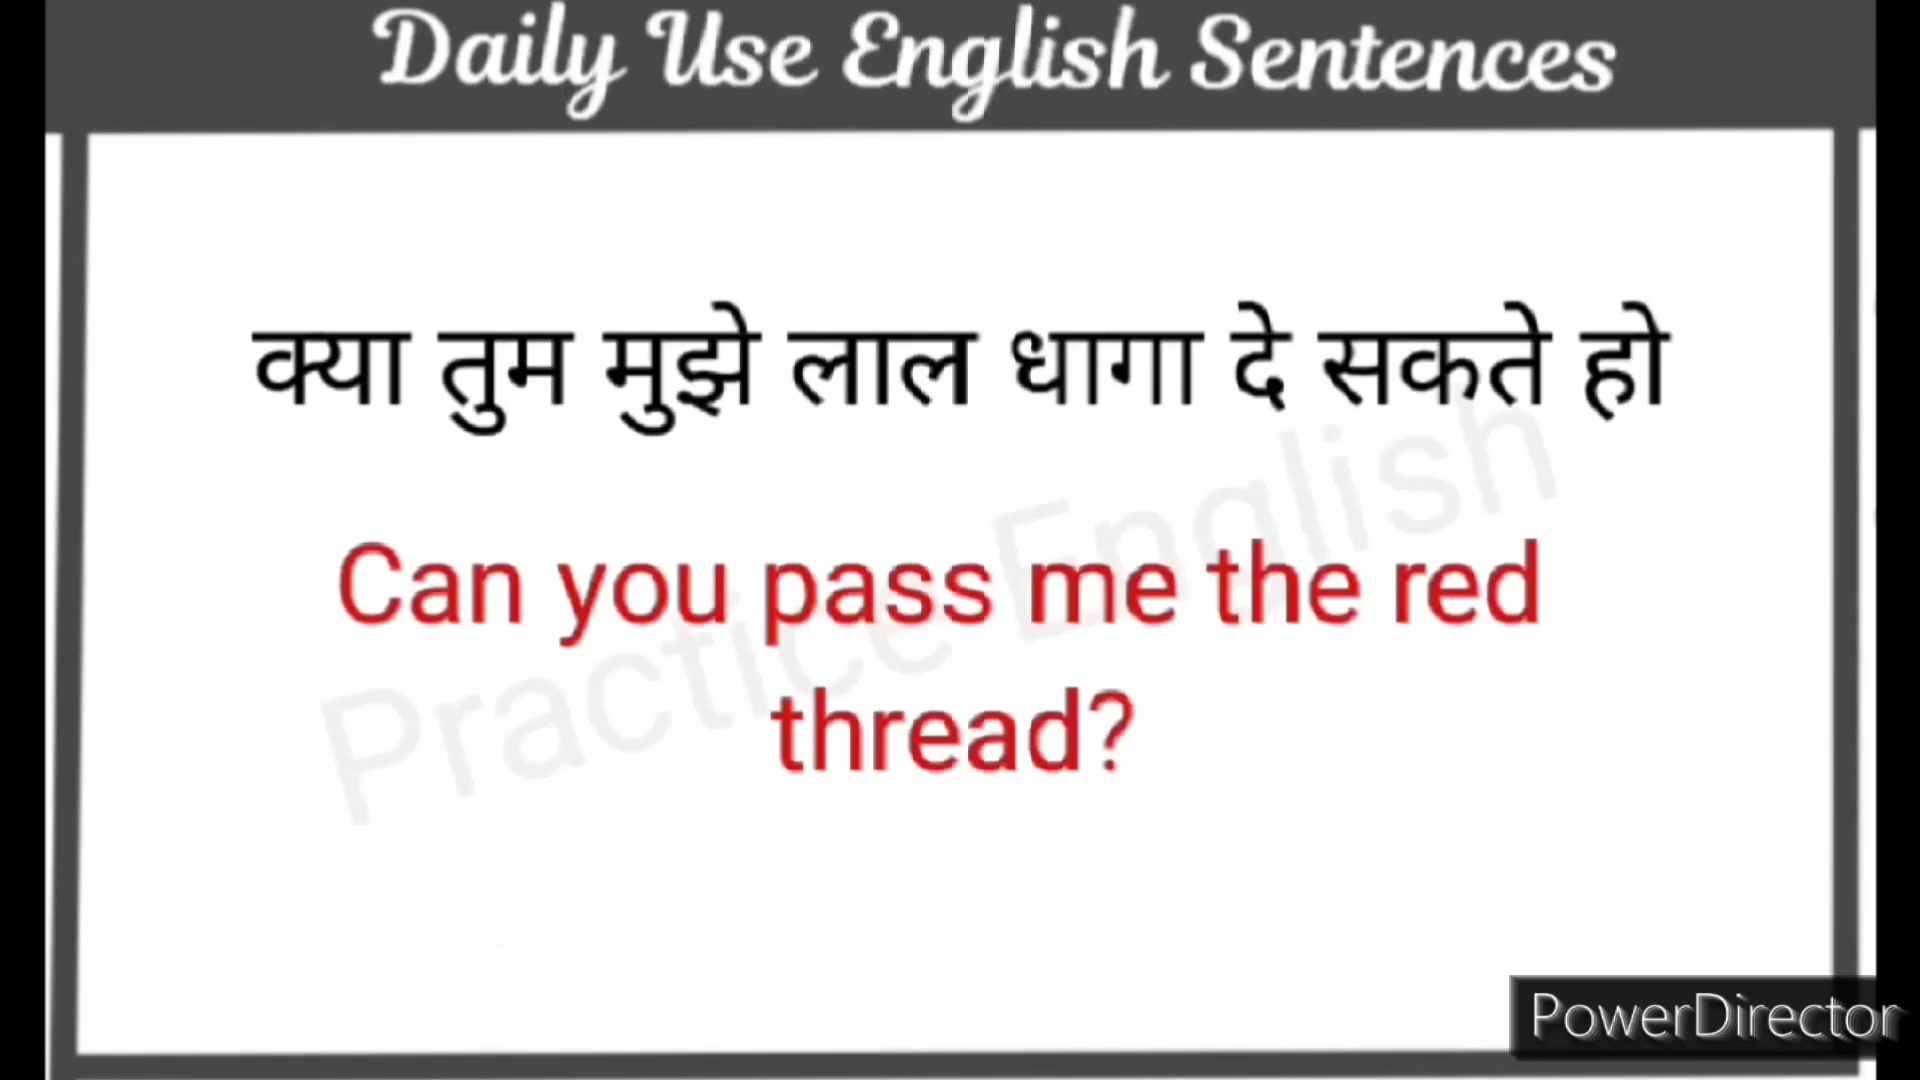 Daily Use English Sentences
क्या तुम मुझे लाल धागा दे सकते हो
Can you pass me the red
thread?
Practice English
PowerDirector